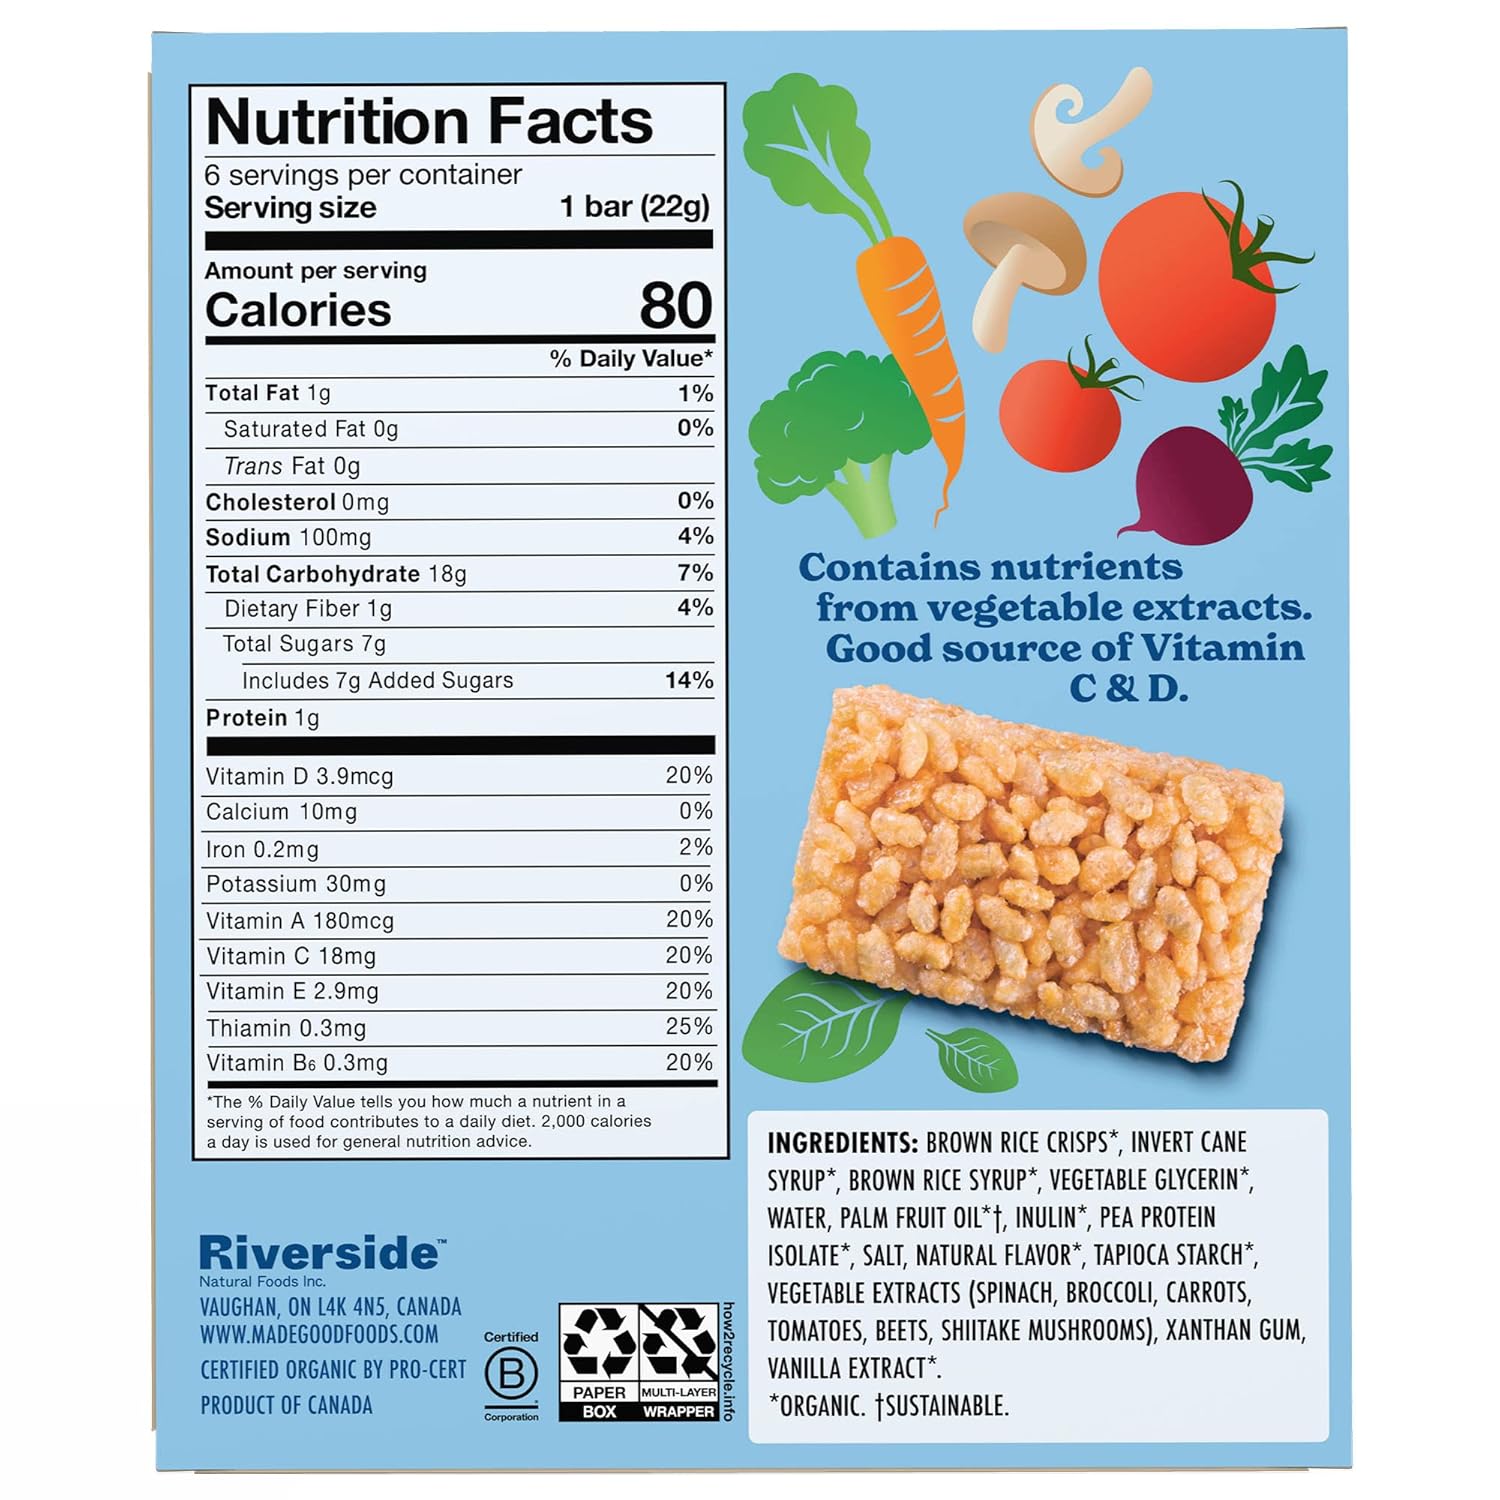 Nutrition Facts
6 servings per container
Serving size 1 bar (22g)
Amount per serving
Calories 80
% Daily Value*
Total Fat 1g 1%
Saturated Fat 0g 0%
Trans Fat 0g
Cholesterol 0mg 0%
Sodium 100mg 4%
Total Carbohydrate 18g 7%
Dietary Fiber 1g 4%
Total Sugars 7g
Includes 7g Added Sugars 14%
Protein 1g
Vitamin D 3.9mcg 20%
Calcium 10mg 0%
Iron 0.2mg 2%
Potassium 30mg 0%
Vitamin A 180mcg 20%
Vitamin C 18mg 20%
Vitamin E 2.9mg 20%
Thiamin 0.3mg 25%
Vitamin B6 0.3mg 20%
*The % Daily Value tells you how much a nutrient in a
serving of food contributes to a daily diet. 2,000 calories
a day is used for general nutrition advice.
Contains nutrients
from vegetable extracts.
Good source of Vitamin
C & D.
Riverside™
Natural Foods Inc.
VAUGHAN, ON L4K 4N5, CANADA
WWW.MADEGOODFOODS.COM
CERTIFIED ORGANIC BY PRO-CERT
PRODUCT OF CANADA
Certified
B
Corporation
PAPER
BOX
MULTI-LAYER
WRAPPER
how2recycle.info
INGREDIENTS: BROWN RICE CRISPS*, INVERT CANE
SYRUP*, BROWN RICE SYRUP*, VEGETABLE GLYCERIN*,
WATER, PALM FRUIT OIL*†, INULIN*, PEA PROTEIN
ISOLATE*, SALT, NATURAL FLAVOR*, TAPIOCA STARCH*,
VEGETABLE EXTRACTS (SPINACH, BROCCOLI, CARROTS,
TOMATOES, BEETS, SHIITAKE MUSHROOMS), XANTHAN GUM,
VANILLA EXTRACT*.
*ORGANIC. †SUSTAINABLE.